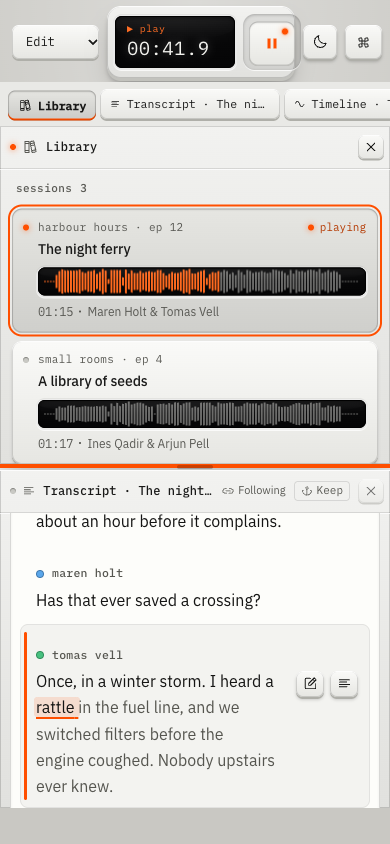 Edit
▶ play
00:41.9
⌘
Library
Transcript · The ni…
Timeline ·
Library
sessions 3
harbour hours · ep 12
playing
The night ferry
01:15 · Maren Holt & Tomas Vell
small rooms · ep 4
A library of seeds
01:17 · Ines Qadir & Arjun Pell
Transcript · The night…
Following
Keep
about an hour before it complains.
maren holt
Has that ever saved a crossing?
tomas vell
Once, in a winter storm. I heard a
rattle in the fuel line, and we
switched filters before the
engine coughed. Nobody upstairs
ever knew.